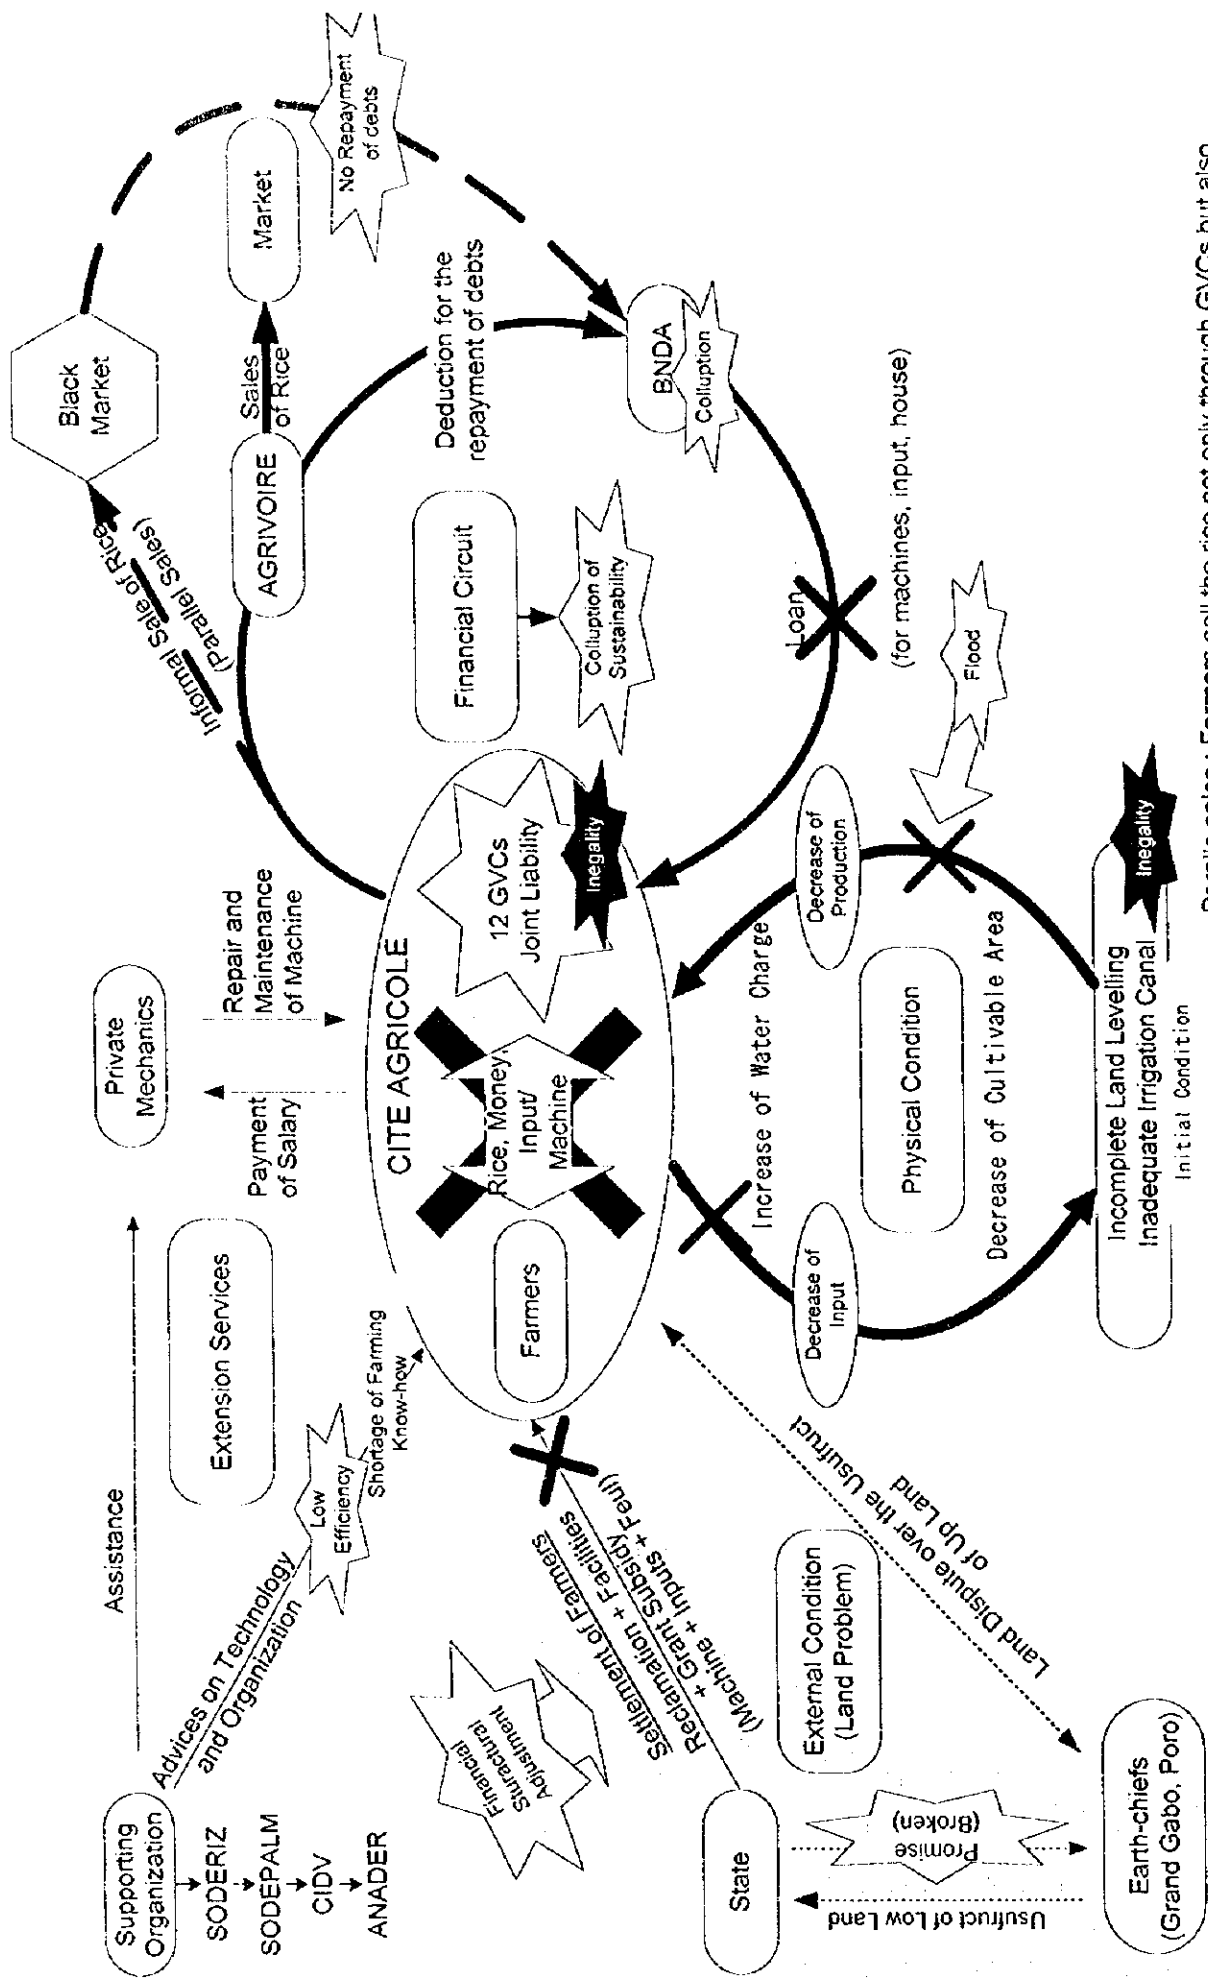 Supporting
Organization
SODERIZ
SODEPALM
CIDV
ANADER
Assistance
Advices on Technology
and Organization
Low
Efficiency
Shortage of Farming
Know-how
Extension Services
Payment
of Salary
Private
Mechanics
Repair and
Maintenance
of Machine
Informal Sale of Rice
(Parallel Sales)
Black
Market
AGRIVOIRE
Sales
of Rice
Market
No Repayment
of debts
Deduction for the
repayment of debts
Financial Circuit
Colluption of
Sustainability
BNDA
Colluption
Loan
(for machines, input, house)
CITE AGRICOLE
Farmers
Rice, Money,
Input/
Machine
12 GVCs
Joint Liability
Inegality
Financial
Sturactural
Adjustment
Settlement of Farmers
Reclamation + Facilities
+ Grant Subsidy
(Machine + Inputs + Feul)
State
External Condition
(Land Problem)
Promise
(Broken)
Usufruct of Low Land
Earth-chiefs
(Grand Gabo, Poro)
Land Dispute over the Usufruct
of Up Land
Decrease of
Input
Increase of Water Charge
Physical Condition
Decrease of Cultivable Area
Decrease of
Production
Flood
Incomplete Land Levelling
Inadequate Irrigation Canal
Inegality
Initial Condition
sales : Farmers sell the rice not only through GVCs but also